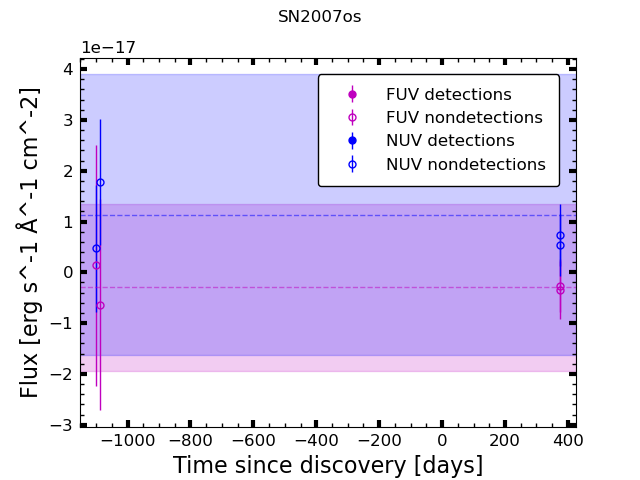 SN2007os
1e−17
4
3
2
1
0
−1
−2
−3
Flux [erg s^-1 Å^-1 cm^-2]
FUV detections
FUV nondetections
NUV detections
NUV nondetections
−1000 −800 −600 −400 −200 0 200 400
Time since discovery [days]